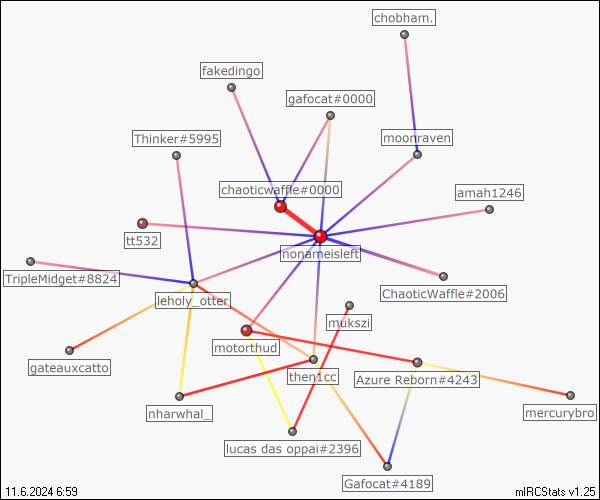 chobham.
fakedingo
gafocat#0000
Thinker#5995
moonraven
chaoticwaffle#0000
amah1246
tt532
nonameisleft
TripleMidget#8824
ChaoticWaffle#2006
leholy_otter
mukszi
motorthud
gateauxcatto
then1cc
Azure Reborn#4243
nharwhal_
mercurybro
lucas das oppai#2396
Gafocat#4189
11.6.2024 6:59
mIRCStats v1.25